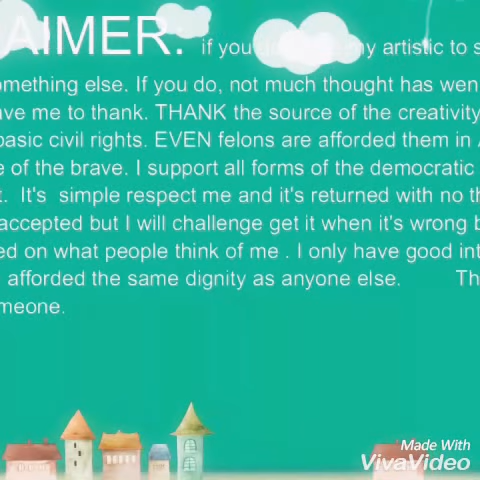 AIMER. if you my artistic to s
omething else. If you do, not much thought has wen
ave me to thank. THANK the source of the creativity
basic civil rights. EVEN felons are afforded them in A
e of the brave. I support all forms of the democratic
t. It's simple respect me and it's returned with no th
accepted but I will challenge get it when it's wrong b
ed on what people think of me . I only have good int
afforded the same dignity as anyone else. Th
meone.
Made With
VivaVideo